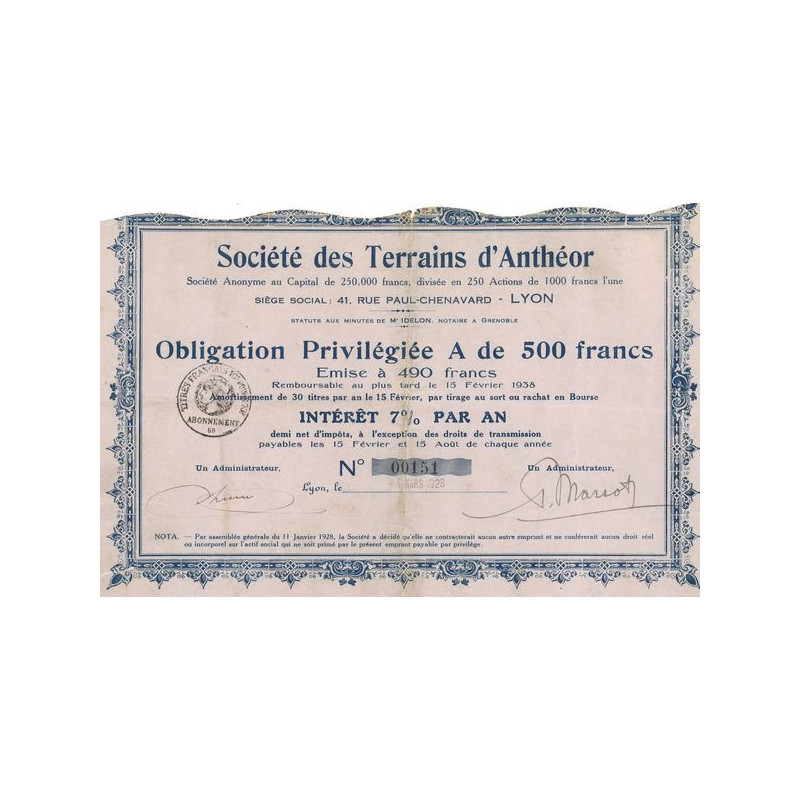 Société des Terrains d'Anthéor
Société Anonyme au Capital de 250.000 francs, divisée en 250 Actions de 1000 francs l'une
SIÈGE SOCIAL : 41, RUE PAUL-CHENAVARD - LYON
STATUTS AUX MINUTES DE Me IDELON, NOTAIRE A GRENOBLE
Obligation Privilégiée A de 500 francs
Emise à 490 francs
Remboursable au plus tard le 15 Février 1938
Amortissement de 30 titres par an le 15 Février, par tirage au sort ou rachat en Bourse
TITRES FRANÇAIS
ABONNEMENT
69
INTÉRÊT 7% PAR AN
demi net d'impôts, à l'exception des droits de transmission
payables les 15 Février et 15 Août de chaque année
Un Administrateur,
N° 00151
Un Administrateur,
Lyon, le MARS 1928
NOTA. — Par assemblée générale du 11 Janvier 1928, la Société a décidé qu'elle ne contracterait aucun autre emprunt et ne conférerait aucun droit réel
ou incorporel sur l'actif social qui ne soit primé par le présent emprunt payable par privilège.